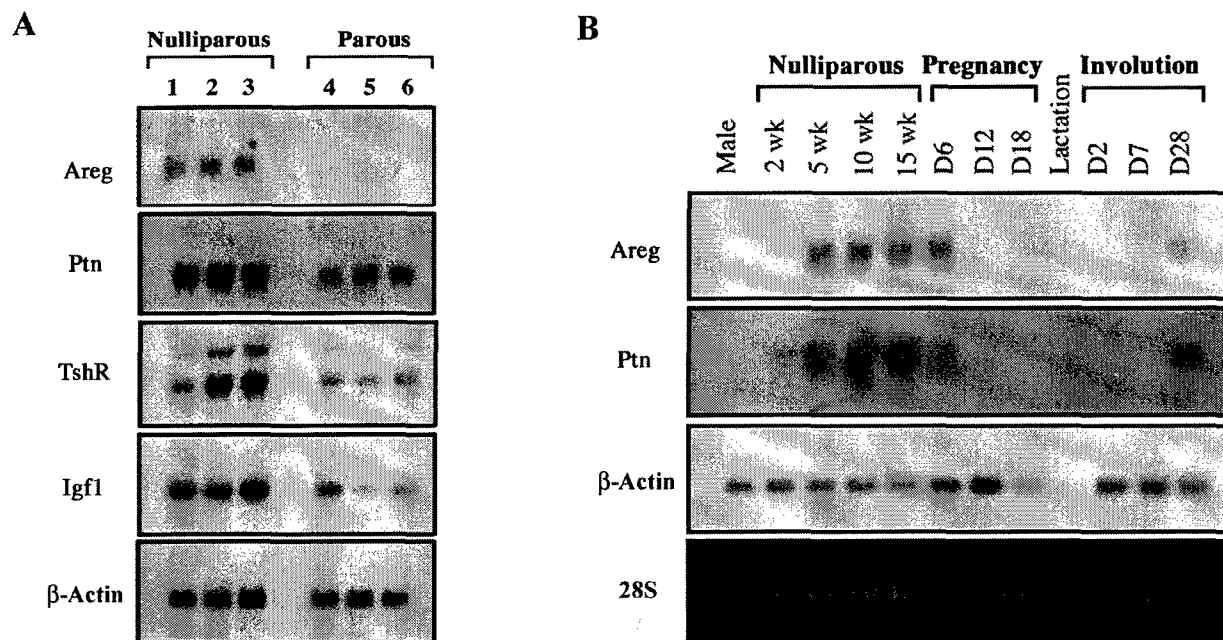 A
Nulliparous Parous
1 2 3 4 5 6
Areg
Ptn
TshR
Igf1
β-Actin
B
Nulliparous Pregnancy Involution
Male 2 wk 5 wk 10 wk 15 wk D6 D12 D18 Lactation D2 D7 D28
Areg
Ptn
β-Actin
28S